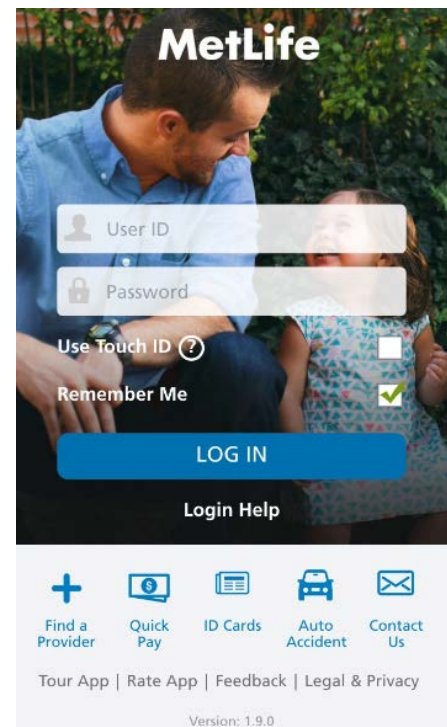 MetLife
User ID
Password
Use Touch ID ?
Remember Me
LOG IN
Login Help
Find a Provider
Quick Pay
ID Cards
Auto Accident
Contact Us
Tour App | Rate App | Feedback | Legal & Privacy
Version: 1.9.0